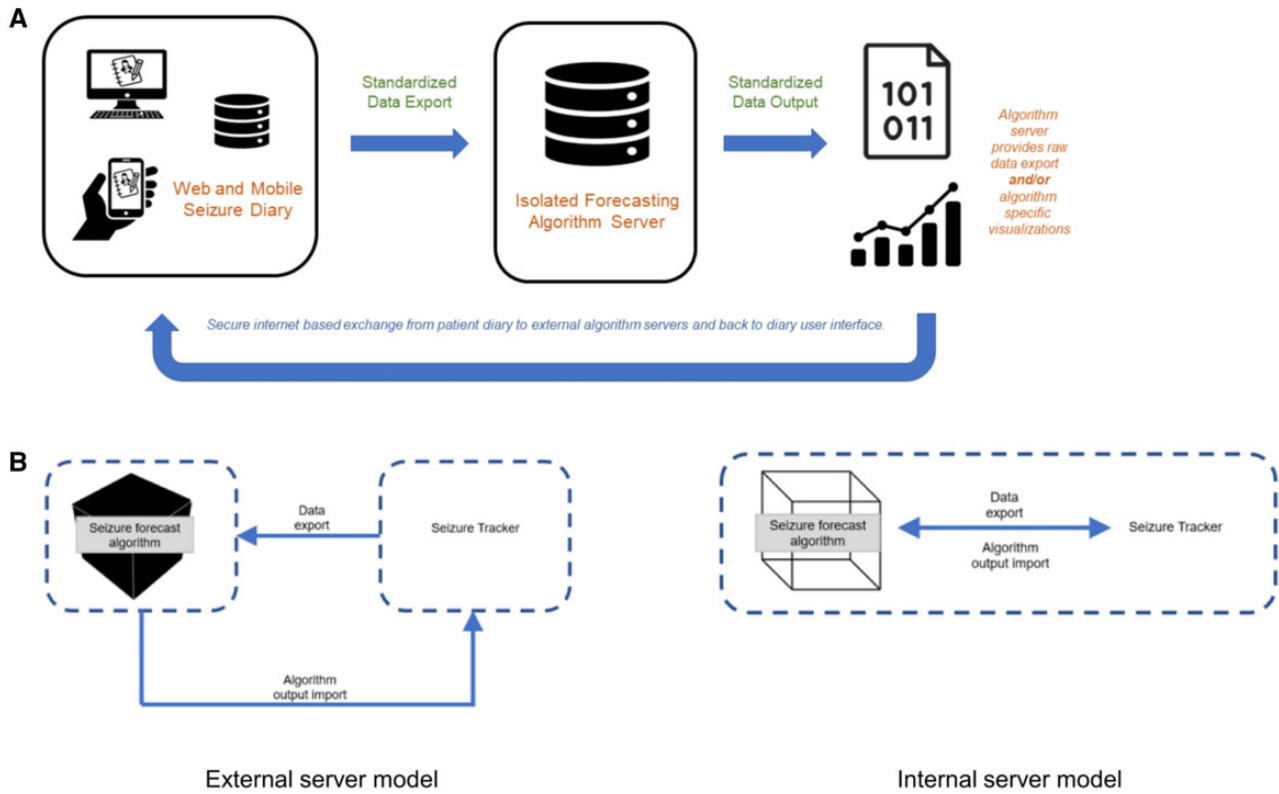 A
Standardized
Data Export
Standardized
Data Output
101
011
Web and Mobile
Seizure Diary
Isolated Forecasting
Algorithm Server
Algorithm
server
provides raw
data export
and/or
algorithm
specific
visualizations
Secure internet based exchange from patient diary to external algorithm servers and back to diary user interface.
B
Seizure forecast
algorithm
Data
export
Seizure Tracker
Algorithm
output import
External server model
Seizure forecast
algorithm
Data
export
Algorithm
output import
Seizure Tracker
Internal server model